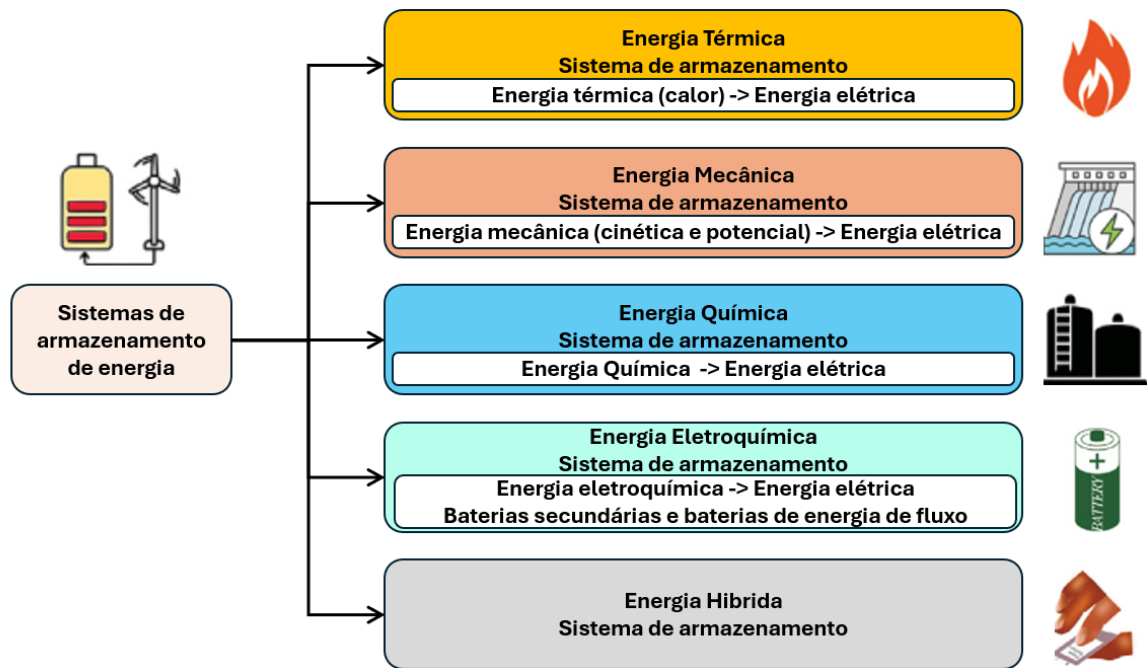 Energia Térmica
Sistema de armazenamento
Energia térmica (calor) -> Energia elétrica
Energia Mecânica
Sistema de armazenamento
Energia mecânica (cinética e potencial) -> Energia elétrica
Sistemas de
armazenamento
de energia
Energia Química
Sistema de armazenamento
Energia Química -> Energia elétrica
Energia Eletroquímica
Sistema de armazenamento
Energia eletroquímica -> Energia elétrica
Baterias secundárias e baterias de energia de fluxo
+
BATTERY
Energia Hibrida
Sistema de armazenamento